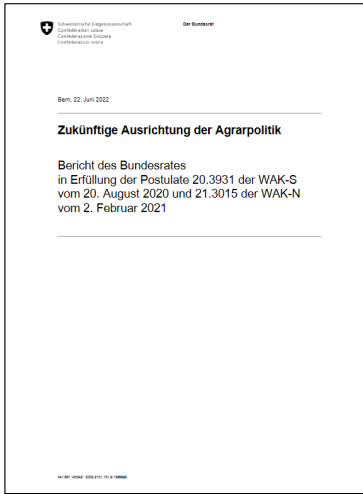 Schweizerische Eidgenossenschaft
Confédération suisse
Confederazione Svizzera
Confederaziun svizra
Der Bundesrat
Bern, 22. Juni 2022
Zukünftige Ausrichtung der Agrarpolitik
Bericht des Bundesrates
in Erfüllung der Postulate 20.3931 der WAK-S
vom 20. August 2020 und 21.3015 der WAK-N
vom 2. Februar 2021